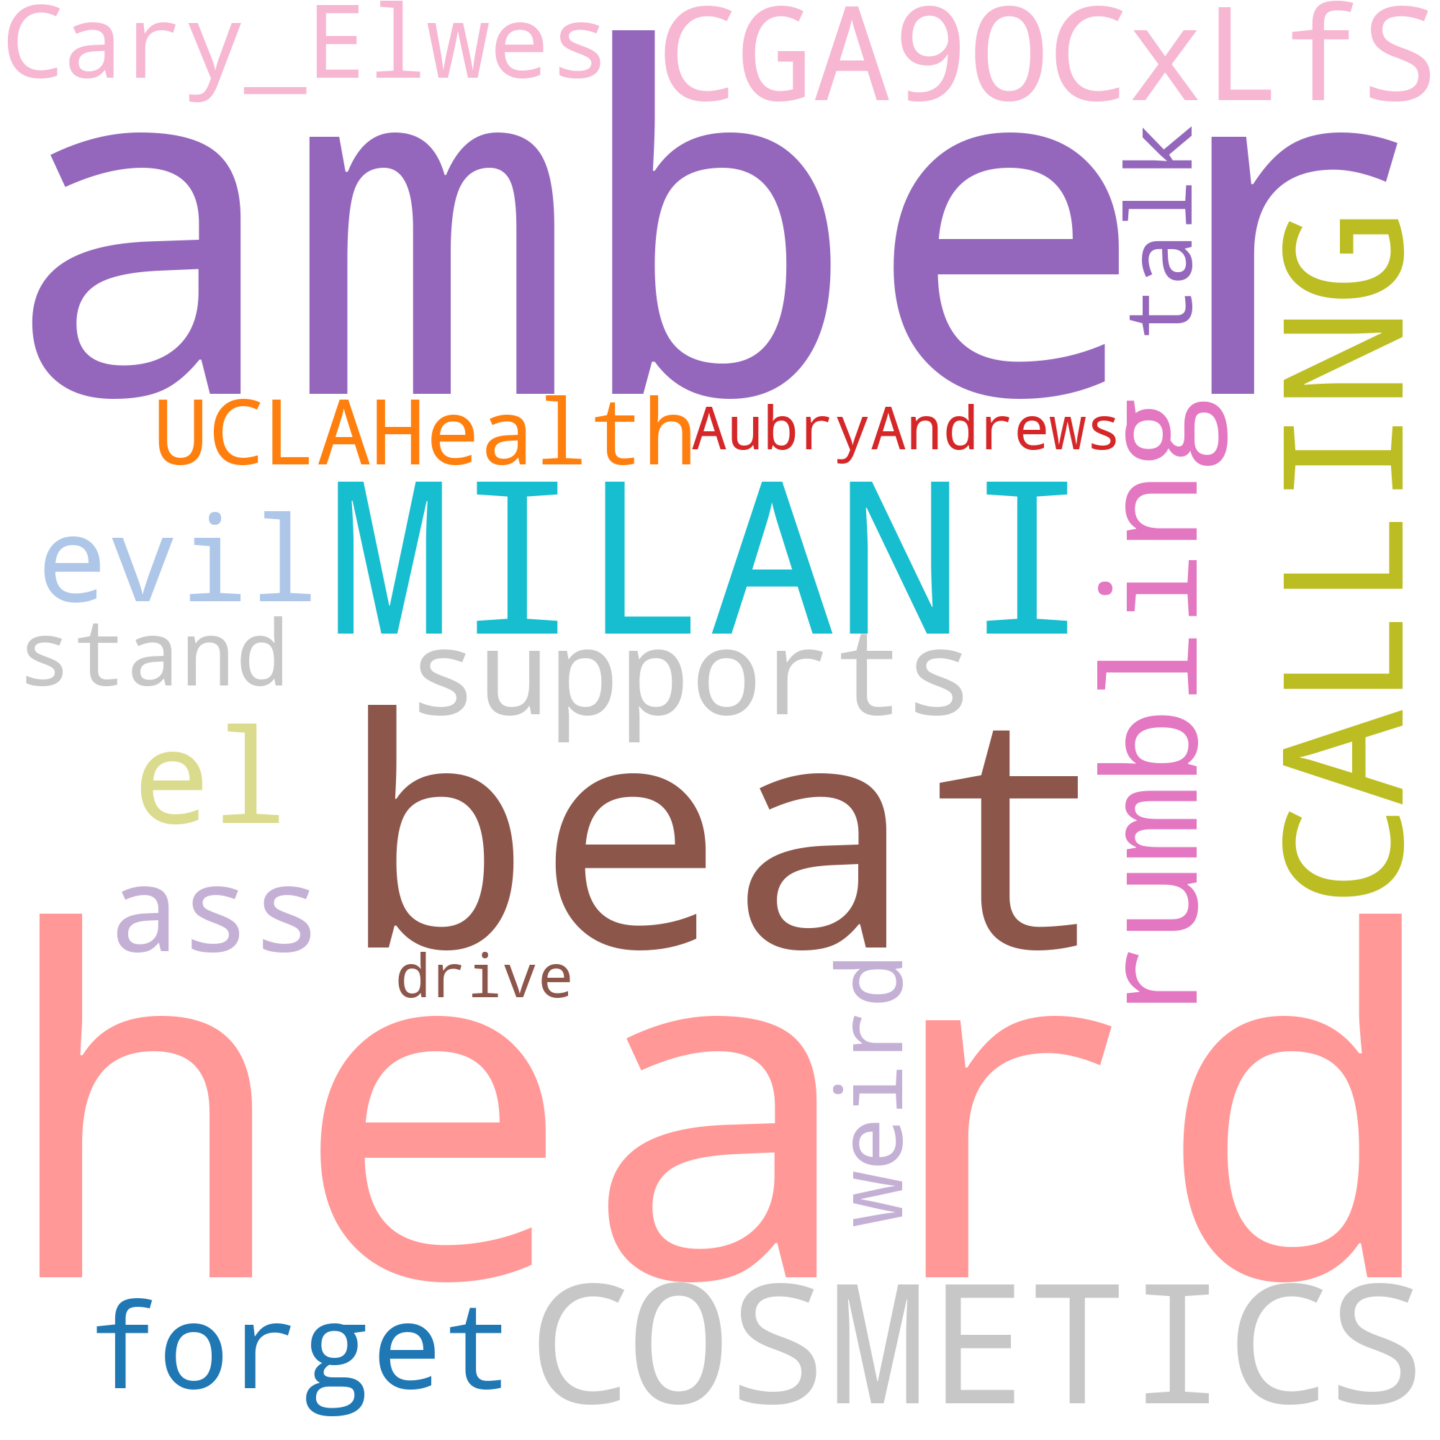 Cary_Elwes CGA9OCxLfS
amber
talk
CALLING
UCLAHealth AubryAndrews
rumbling
evil MILANI
stand supports
el beat
ass
drive
weird
heard
forget COSMETICS